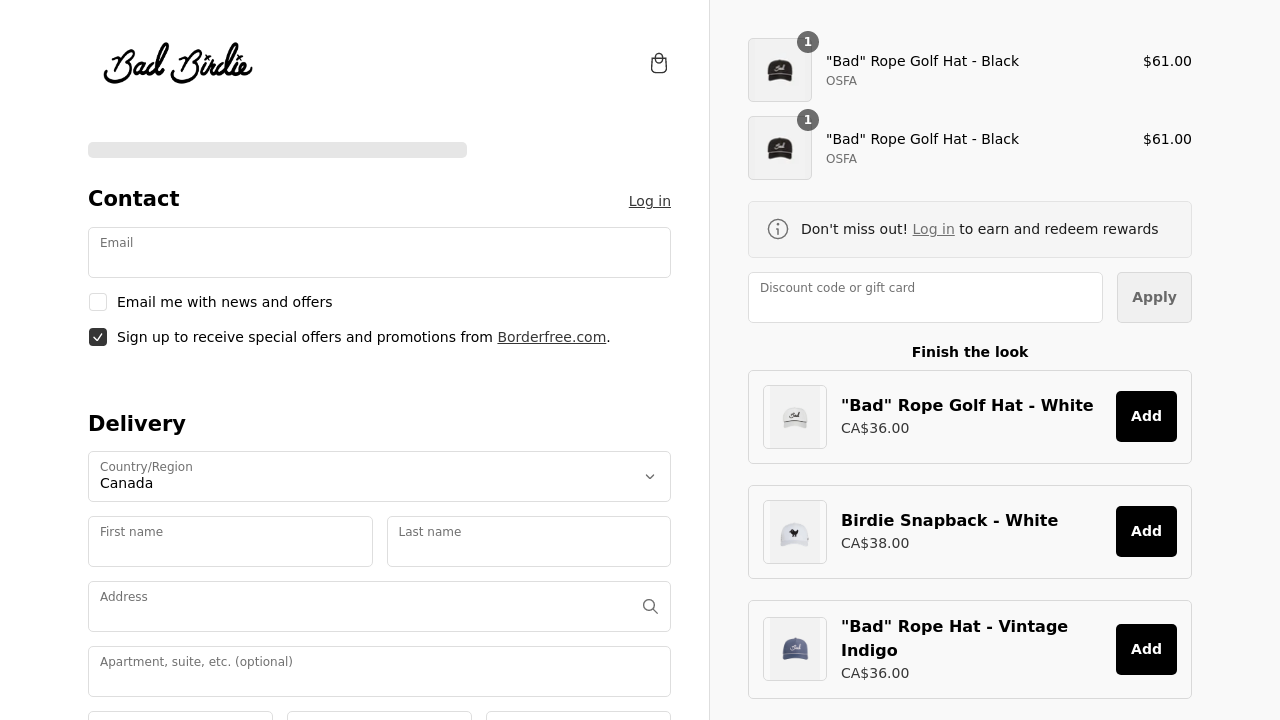 Bad Birdie
Contact
Log in
Email
Email me with news and offers
Sign up to receive special offers and promotions from Borderfree.com.
Delivery
Country/Region
Canada
First name
Last name
Address
Apartment, suite, etc. (optional)
1
"Bad" Rope Golf Hat - Black
$61.00
OSFA
1
"Bad" Rope Golf Hat - Black
$61.00
OSFA
Don't miss out! Log in to earn and redeem rewards
Discount code or gift card
Apply
Finish the look
"Bad" Rope Golf Hat - White
CA$36.00
Add
Birdie Snapback - White
CA$38.00
Add
"Bad" Rope Hat - Vintage
Indigo
CA$36.00
Add